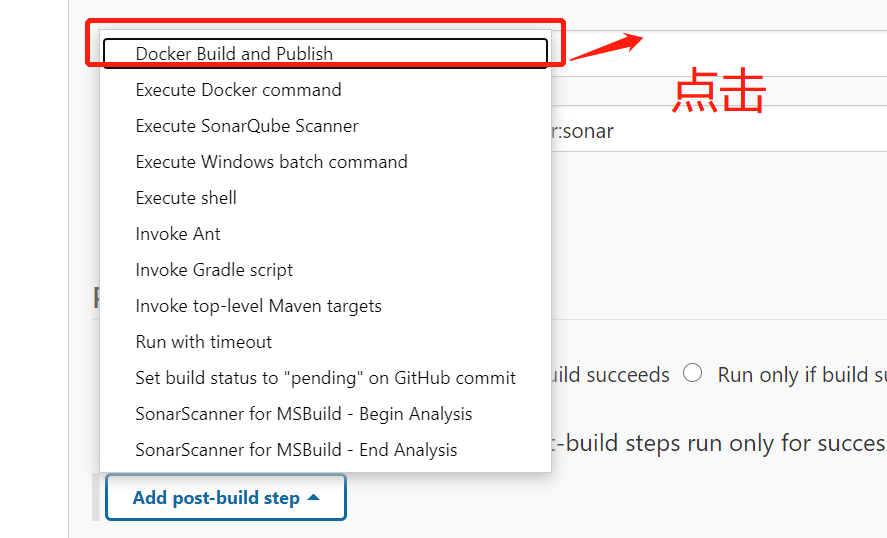 Docker Build and Publish
点击
Execute Docker command
Execute SonarQube Scanner
r:sonar
Execute Windows batch command
Execute shell
Invoke Ant
Invoke Gradle script
Invoke top-level Maven targets
Run with timeout
Set build status to "pending" on GitHub commit
uild succeeds Run only if build su
SonarScanner for MSBuild - Begin Analysis
SonarScanner for MSBuild - End Analysis
t-build steps run only for succes
Add post-build step